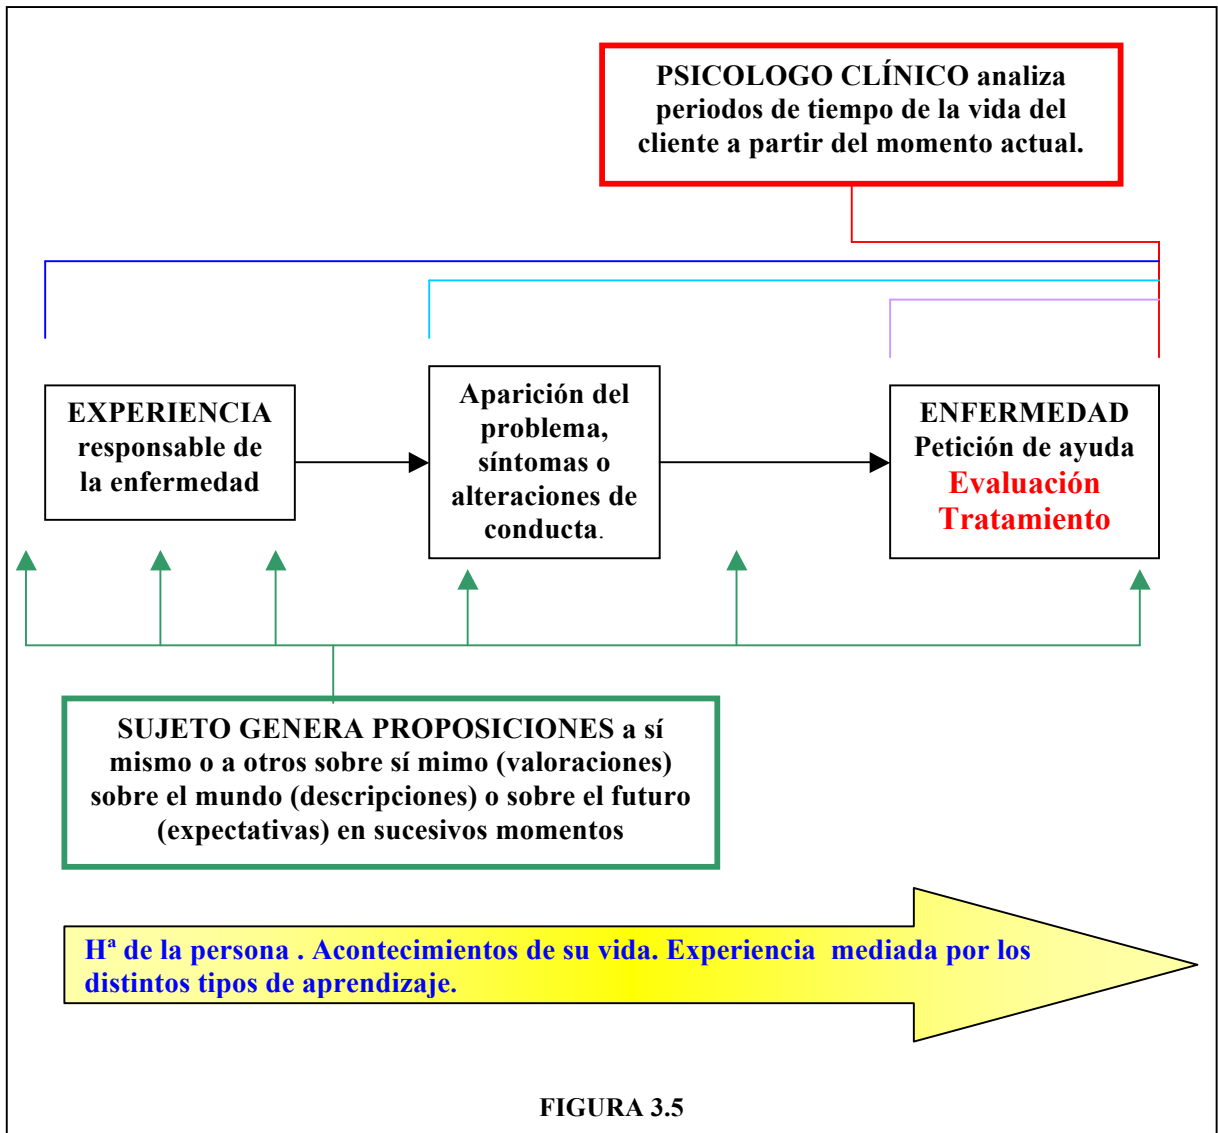 PSICOLOGO CLÍNICO analiza
periodos de tiempo de la vida del
cliente a partir del momento actual.
EXPERIENCIA
responsable de
la enfermedad
Aparición del
problema,
síntomas o
alteraciones de
conducta.
ENFERMEDAD
Petición de ayuda
Evaluación
Tratamiento
SUJETO GENERA PROPOSICIONES a sí
mismo o a otros sobre sí mimo (valoraciones)
sobre el mundo (descripciones) o sobre el futuro
(expectativas) en sucesivos momentos
Hª de la persona . Acontecimientos de su vida. Experiencia mediada por los
distintos tipos de aprendizaje.
FIGURA 3.5